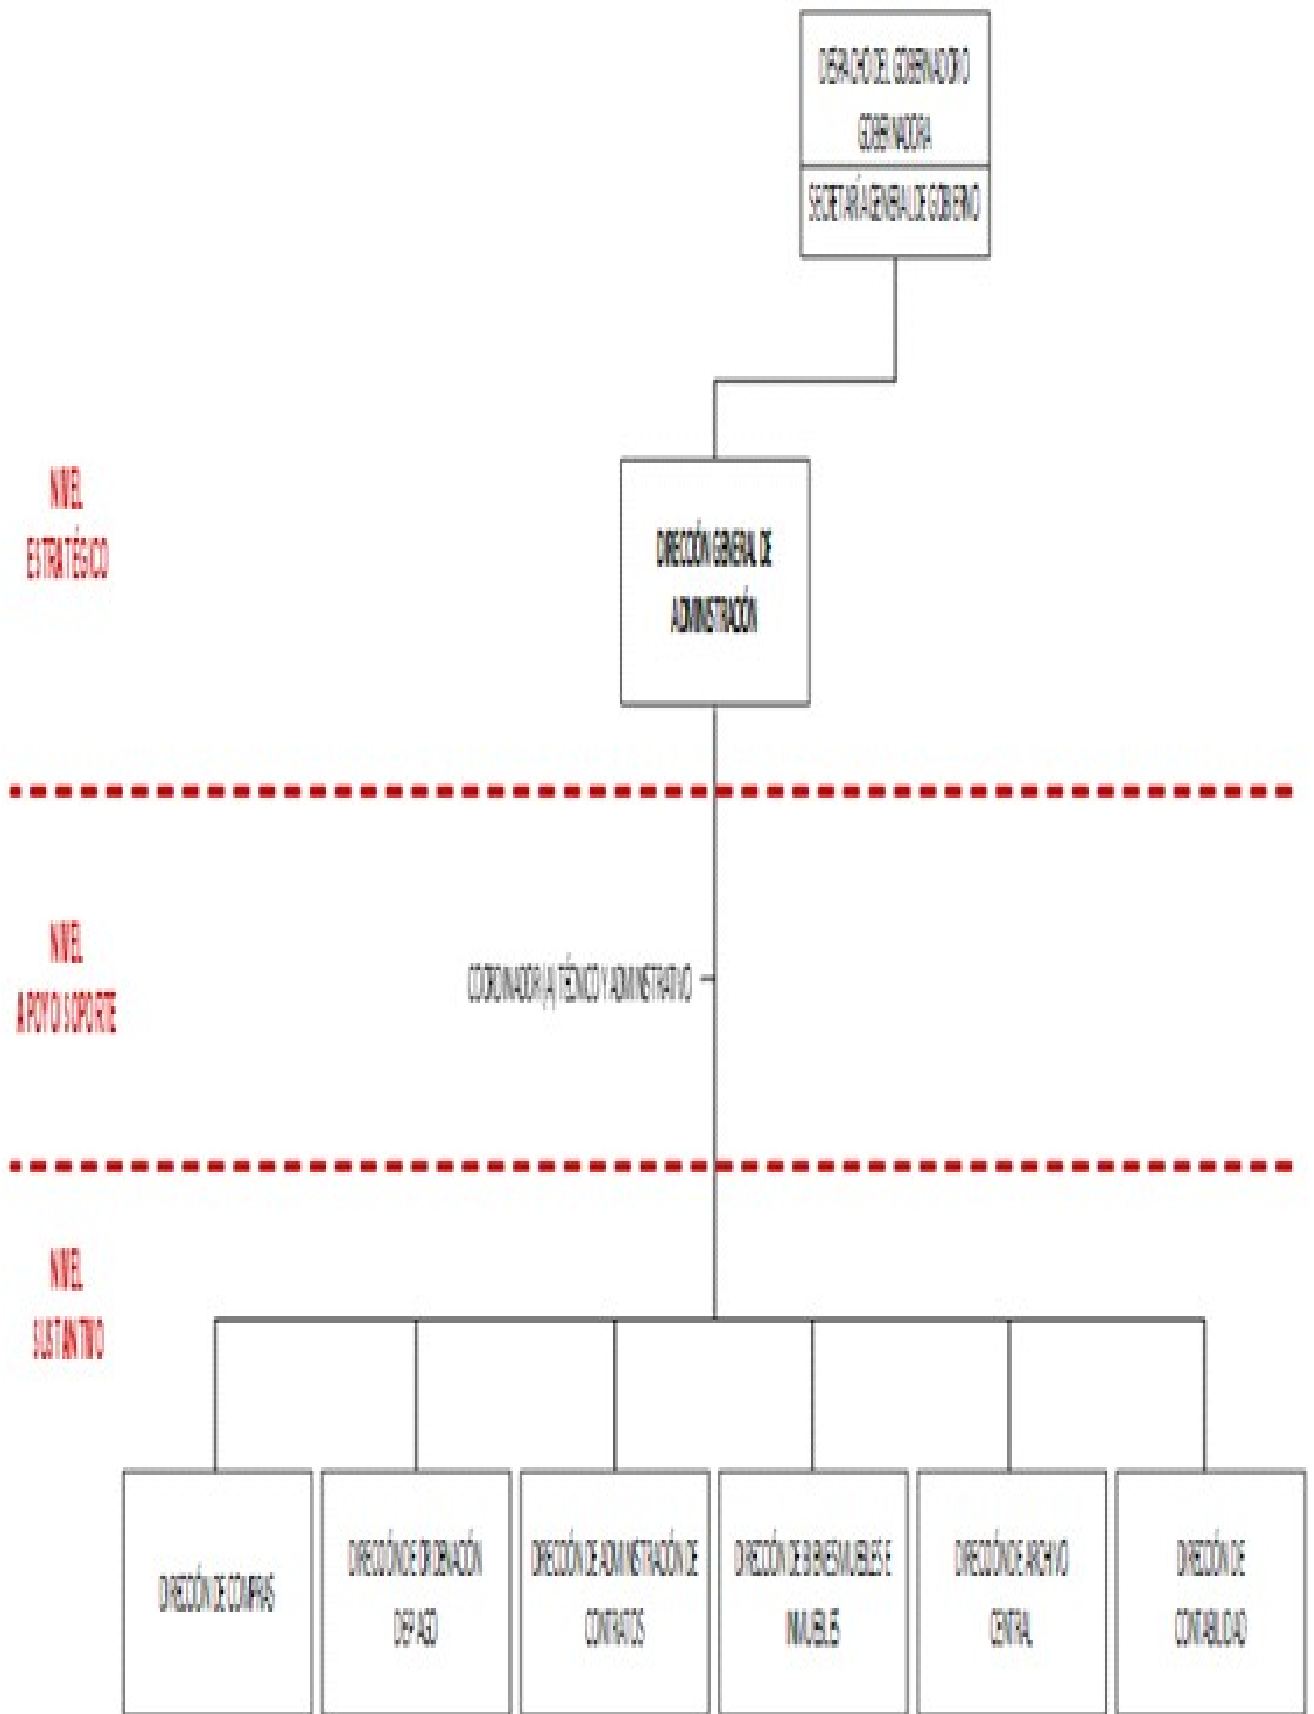 DESPACHO DEL GOBERNADOR O
GOBERNADORA
SECRETARÍA GENERAL DE GOBIERNO
NIVEL
ESTRATÉGICO
DIRECCIÓN GENERAL DE
ADMINISTRACIÓN
NIVEL
APOYO/SOPORTE
COORDINADOR(A) TÉCNICO Y ADMINISTRATIVO
NIVEL
SUSTANTIVO
DIRECCIÓN DE COMPRAS
DIRECCIÓN DE ORDENACIÓN
DE PAGO
DIRECCIÓN DE ADMINISTRACIÓN DE
CONTRATOS
DIRECCIÓN DE BIENES MUEBLES E
INMUEBLES
DIRECCIÓN DE ARCHIVO
CENTRAL
DIRECCIÓN DE
CONTABILIDAD